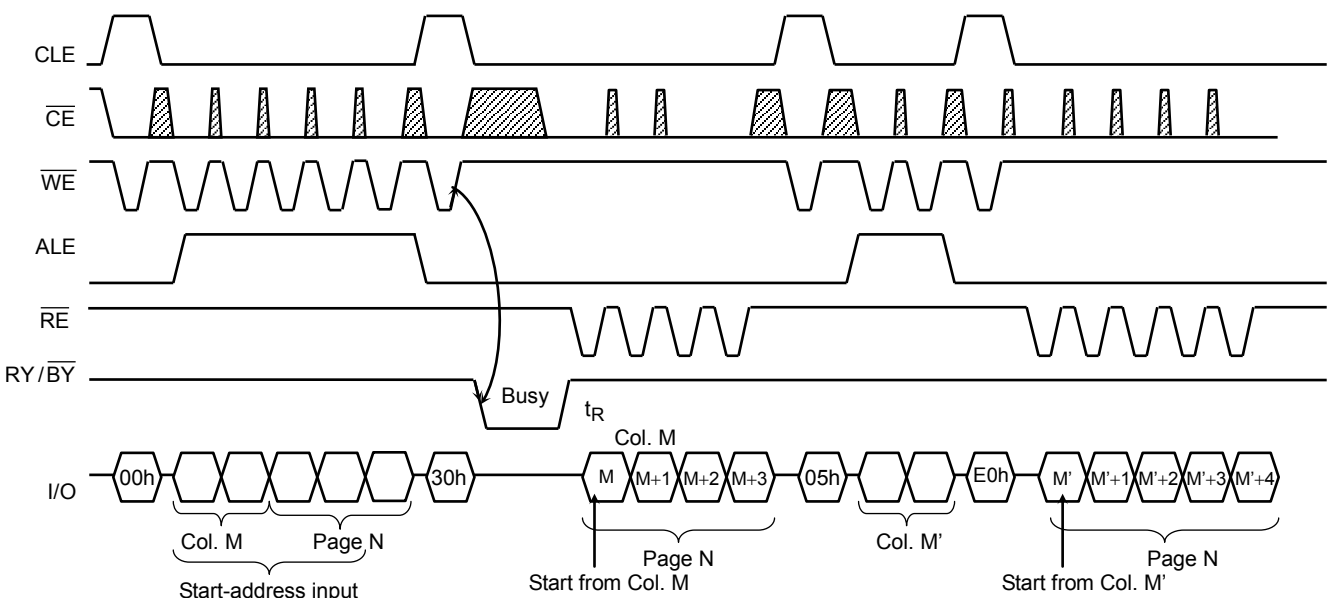 CLE
CE
WE
ALE
RE
RY/BY
Busy
tR
Col. M
I/O
00h
30h
M
M+1
M+2
M+3
05h
E0h
M'
M'+1
M'+2
M'+3
M'+4
Col. M
Page N
Page N
Col. M'
Page N
Start-address input
Start from Col. M
Start from Col. M'